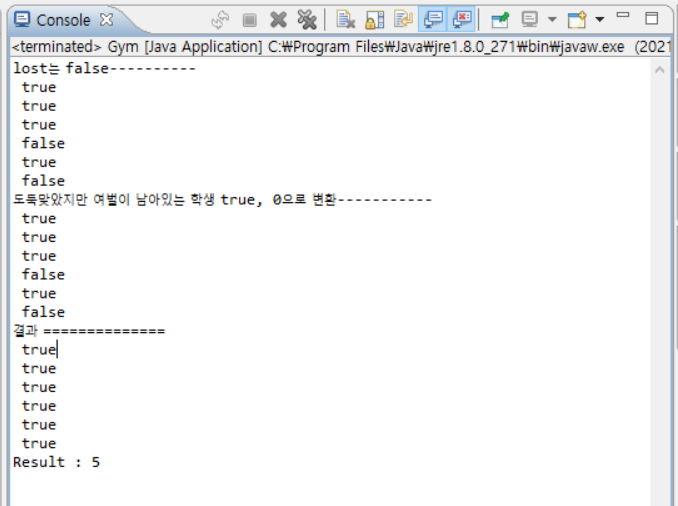 Console
<terminated> Gym [Java Application] C:₩Program Files₩Java₩jre1.8.0_271₩bin₩javaw.exe (2021
lost는 false----------
true
true
true
false
true
false
도둑맞았지만 여벌이 남아있는 학생 true, 0으로 변환-----------
true
true
true
false
true
false
결과 ==============
true
true
true
true
true
true
Result : 5